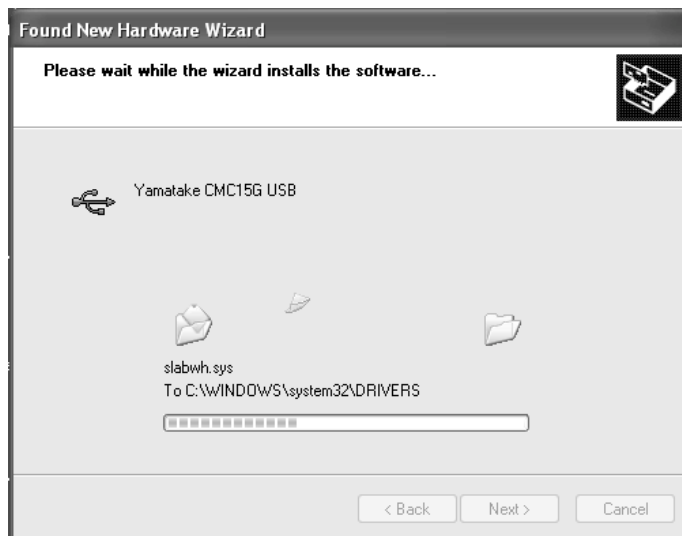 Found New Hardware Wizard
Please wait while the wizard installs the software...
Yamatake CMC15G USB
slabwh.sys
To C:\WINDOWS\system32\DRIVERS
< Back
Next >
Cancel